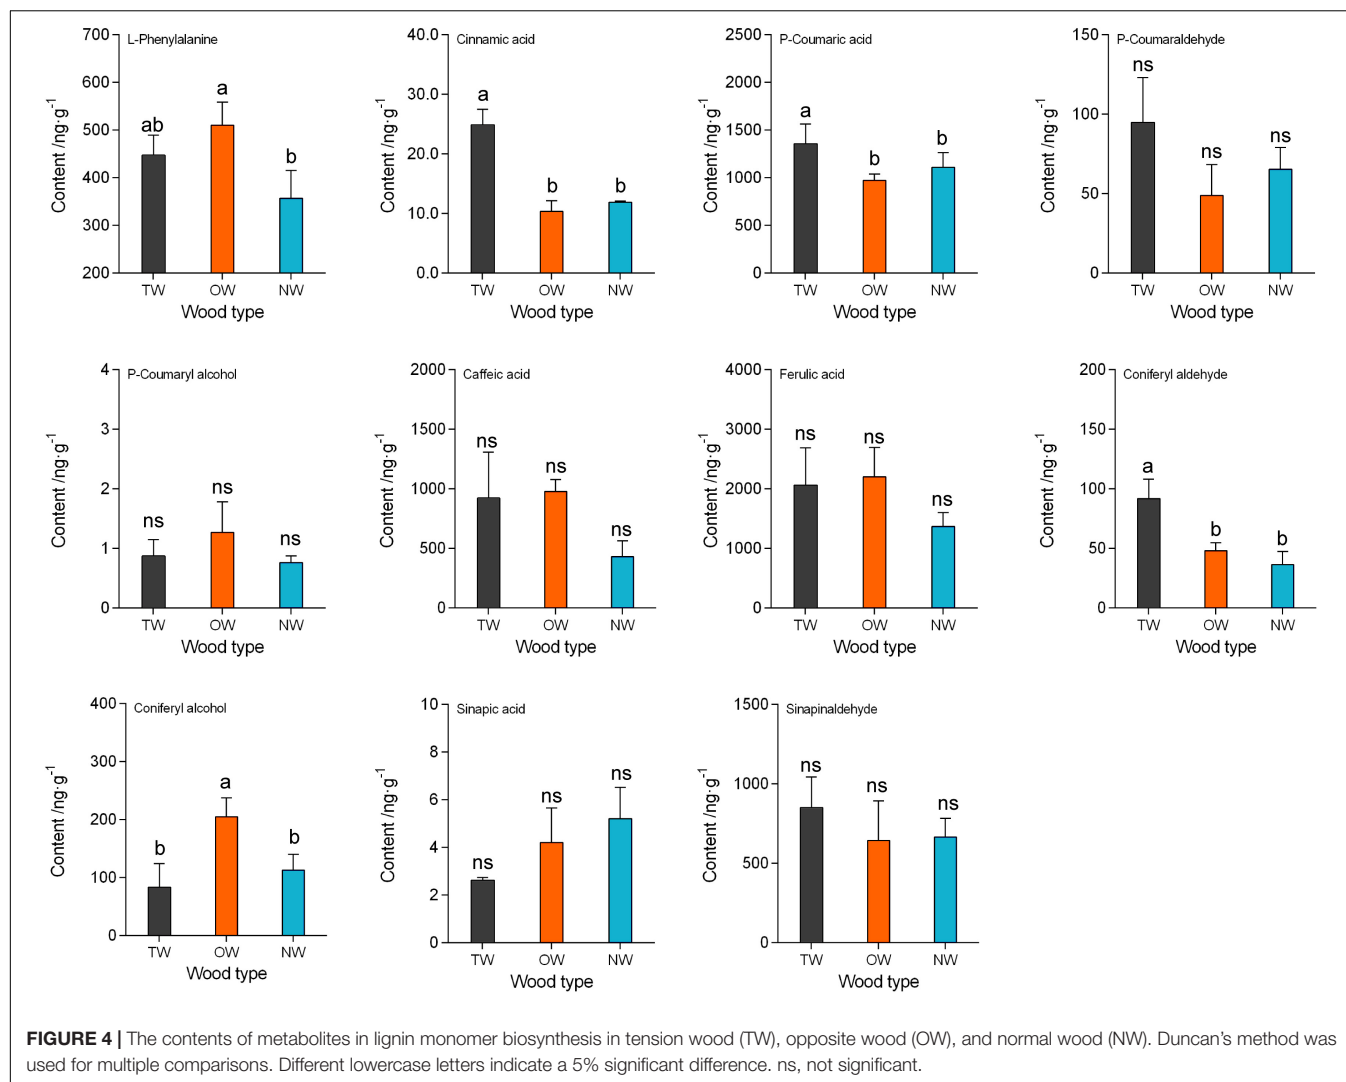 L-Phenylalanine
Content /ng·g⁻¹
700
600
500
400
300
200
ab
a
b
TW OW NW
Wood type
Cinnamic acid
Content /ng·g⁻¹
40.0
30.0
20.0
10.0
0.0
a
b
b
TW OW NW
Wood type
P-Coumaric acid
Content /ng·g⁻¹
2500
2000
1500
1000
500
0
a
b
b
TW OW NW
Wood type
P-Coumaraldehyde
Content /ng·g⁻¹
150
100
50
0
ns
ns
ns
TW OW NW
Wood type
P-Coumaryl alcohol
Content /ng·g⁻¹
4
3
2
1
0
ns
ns
ns
TW OW NW
Wood type
Caffeic acid
Content /ng·g⁻¹
2000
1500
1000
500
0
ns
ns
ns
TW OW NW
Wood type
Ferulic acid
Content /ng·g⁻¹
4000
3000
2000
1000
0
ns
ns
ns
TW OW NW
Wood type
Coniferyl aldehyde
Content /ng·g⁻¹
200
150
100
50
0
a
b
b
TW OW NW
Wood type
Coniferyl alcohol
Content /ng·g⁻¹
400
300
200
100
0
b
a
b
TW OW NW
Wood type
Sinapic acid
Content /ng·g⁻¹
10
8
6
4
2
0
ns
ns
ns
TW OW NW
Wood type
Sinapinaldehyde
Content /ng·g⁻¹
1500
1000
500
0
ns
ns
ns
TW OW NW
Wood type
FIGURE 4 | The contents of metabolites in lignin monomer biosynthesis in tension wood (TW), opposite wood (OW), and normal wood (NW). Duncan's method was
used for multiple comparisons. Different lowercase letters indicate a 5% significant difference. ns, not significant.